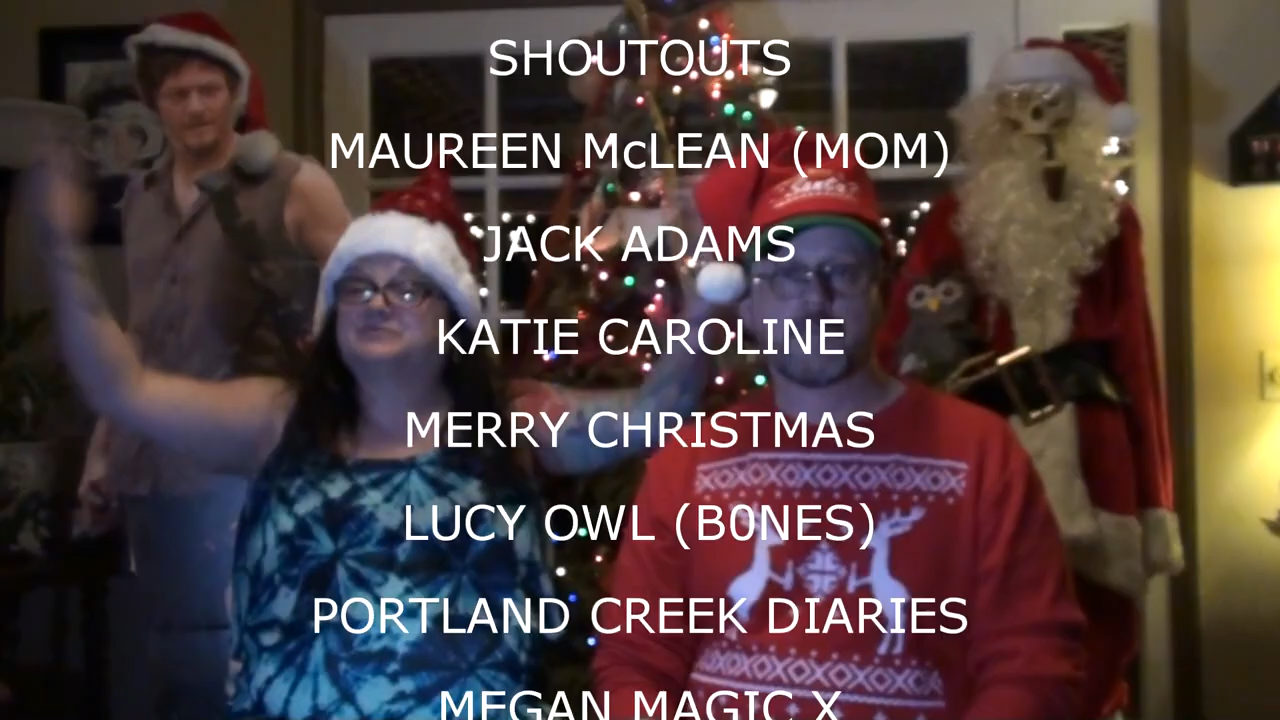 SHOUTOUTS
MAUREEN McLEAN (MOM)
JACK ADAMS
KATIE CAROLINE
MERRY CHRISTMAS
LUCY OWL (B0NES)
PORTLAND CREEK DIARIES
MEGAN MAGIC X